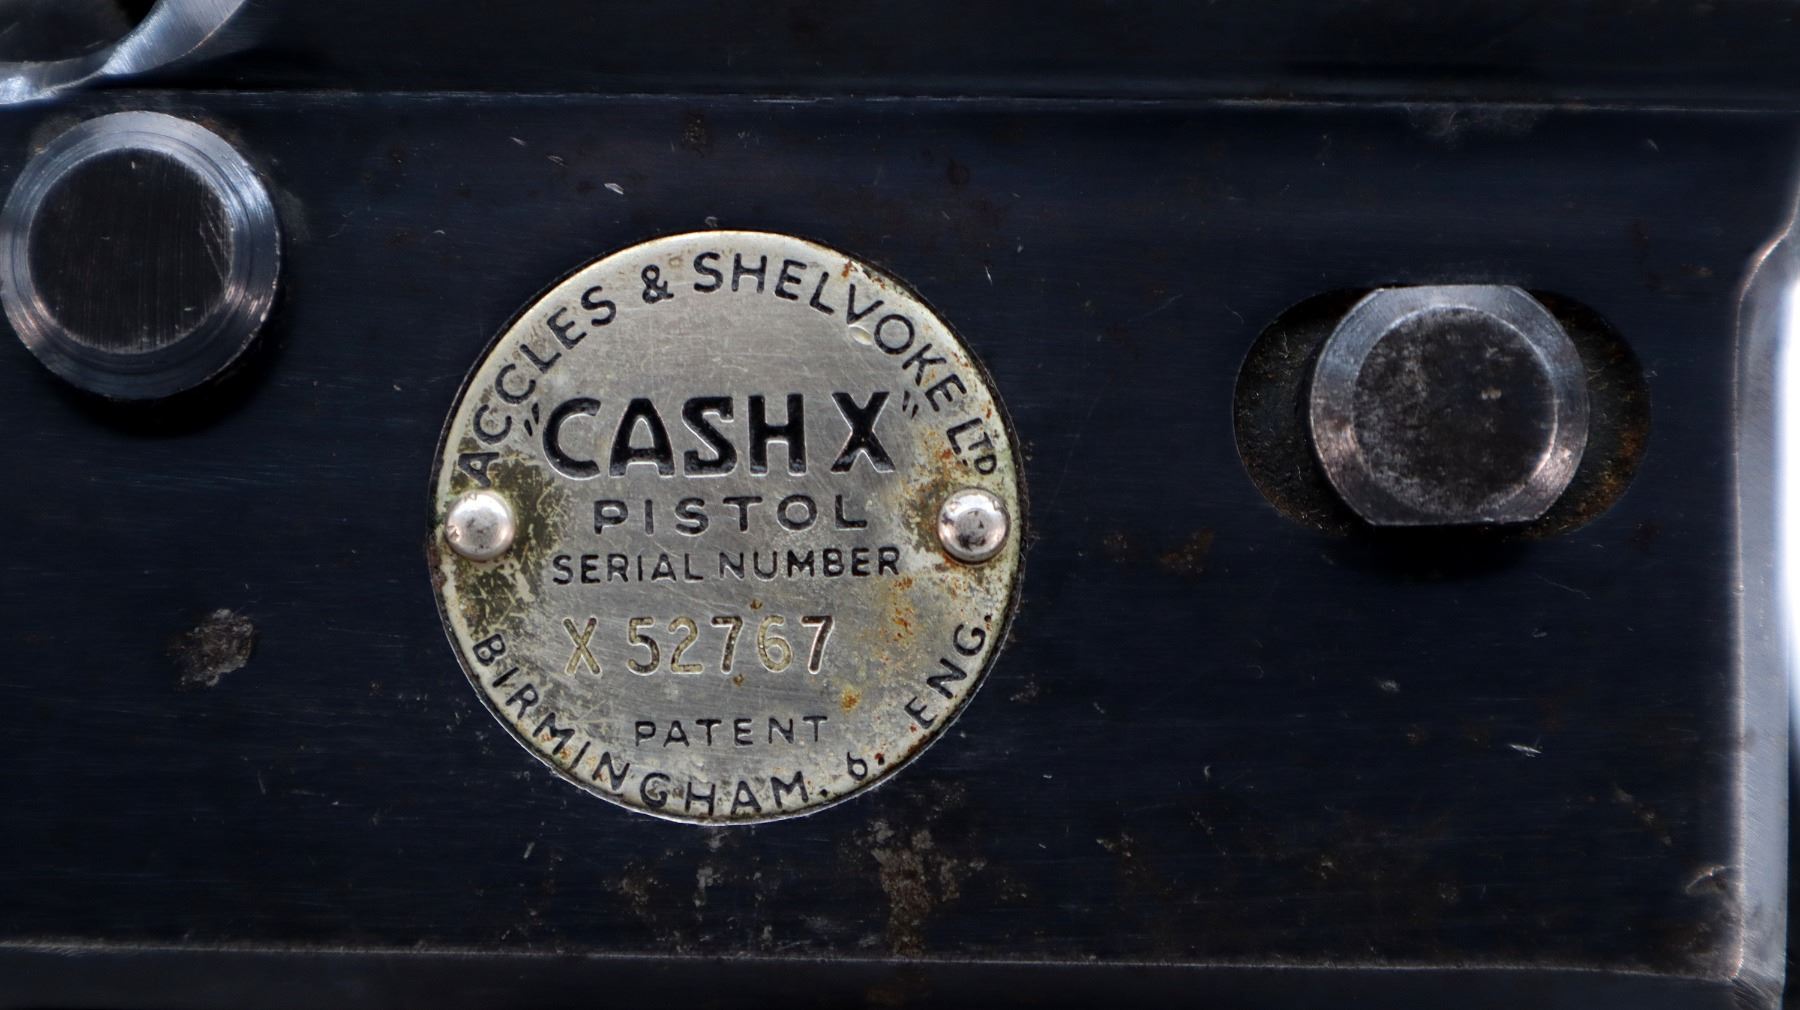 ACCLES & SHELVOKE LTD
"CASH X"
PISTOL
SERIAL NUMBER
X 52767
PATENT
BIRMINGHAM. 6. ENG.